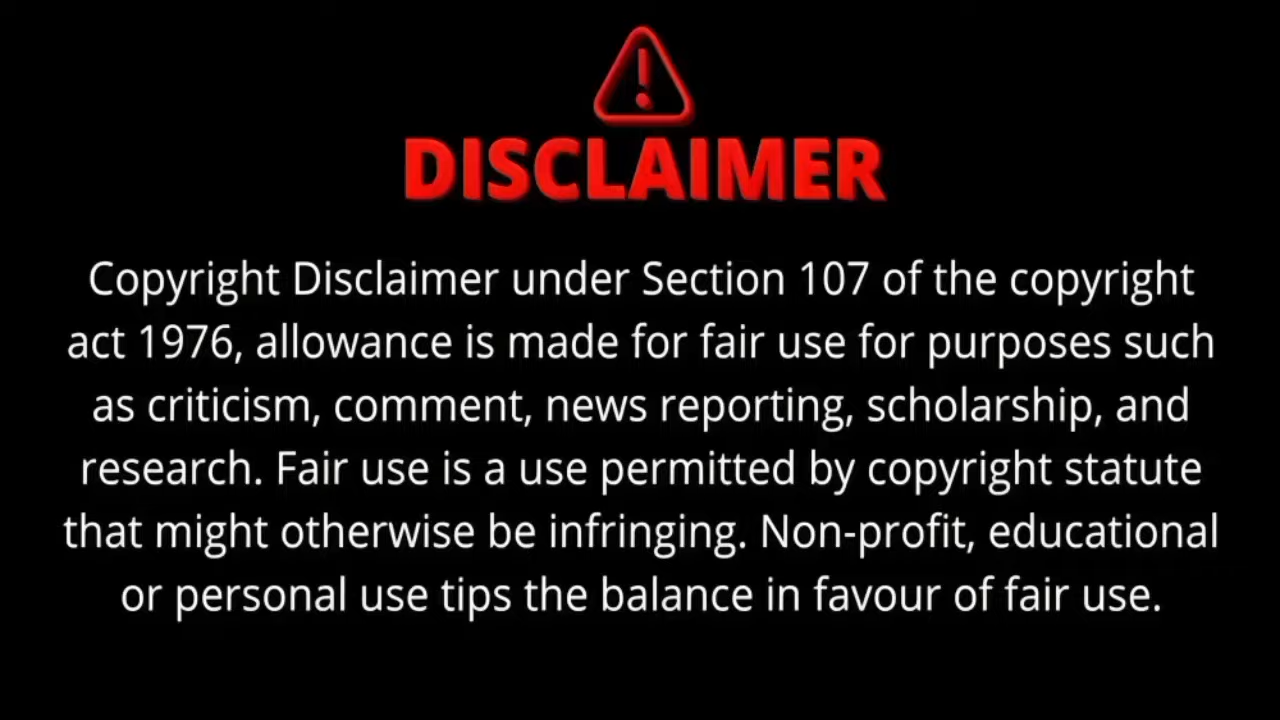 DISCLAIMER
Copyright Disclaimer under Section 107 of the copyright
act 1976, allowance is made for fair use for purposes such
as criticism, comment, news reporting, scholarship, and
research. Fair use is a use permitted by copyright statute
that might otherwise be infringing. Non-profit, educational
or personal use tips the balance in favour of fair use.